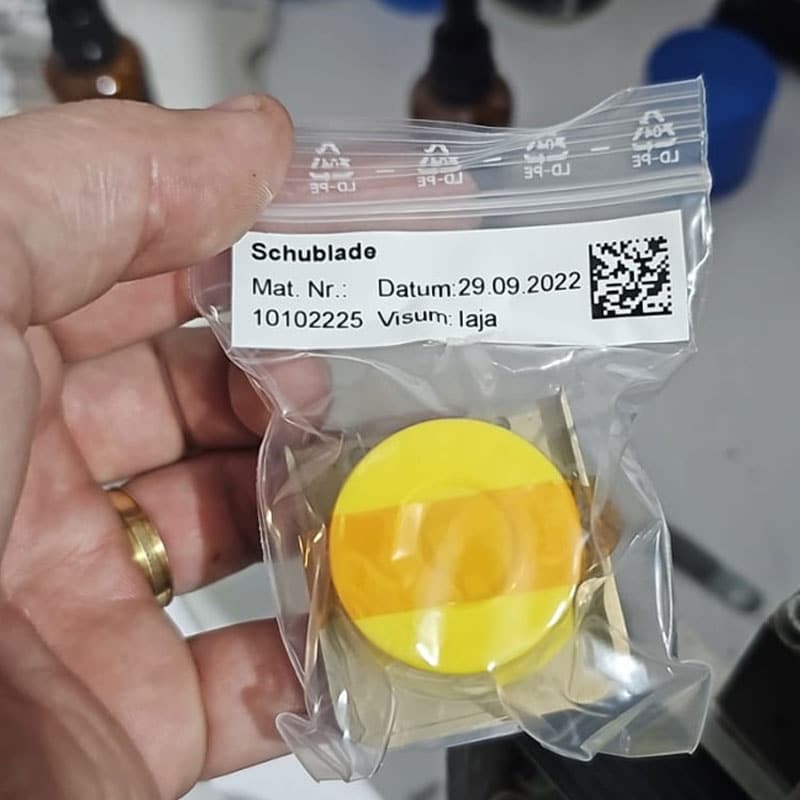 LD-PE
LD-PE
LD-PE
LD-PE
Schublade
Mat. Nr.: Datum:29.09.2022
10102225 Visum: laja